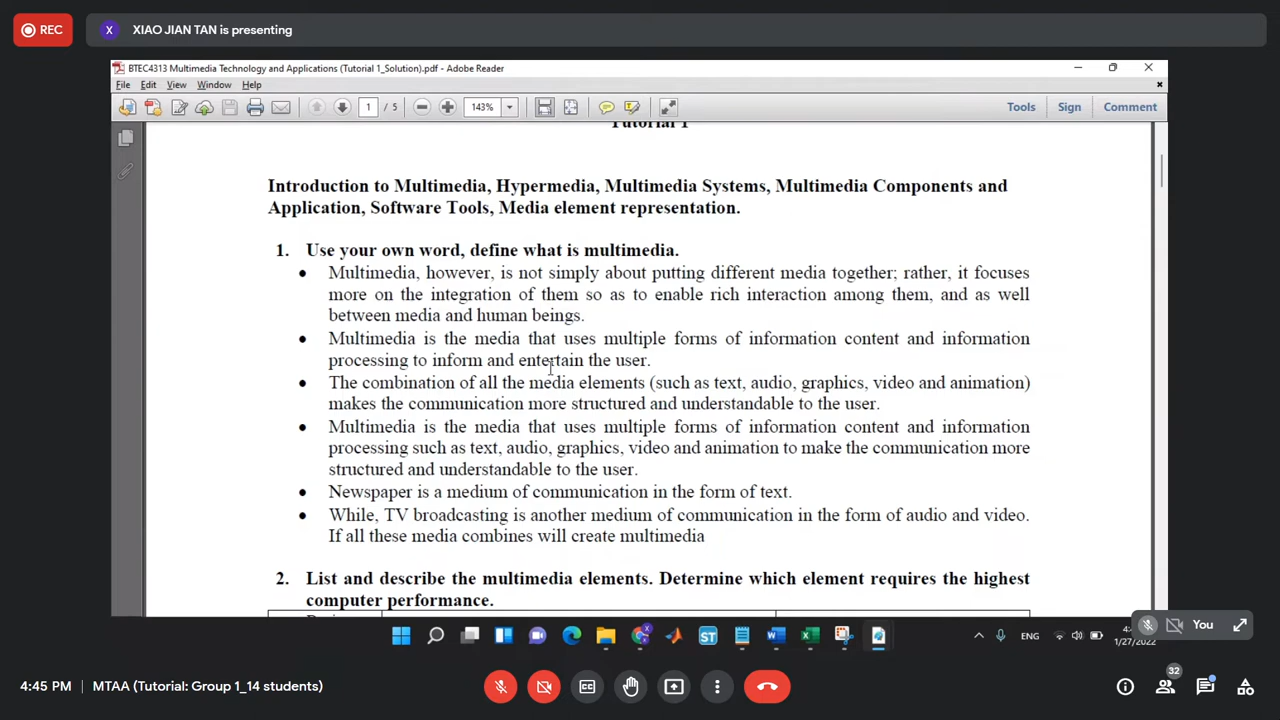 REC
X XIAO JIAN TAN is presenting
BTEC4313 Multimedia Technology and Applications (Tutorial 1_Solution).pdf - Adobe Reader
File Edit View Window Help
1 / 5 143% Tools Sign Comment
Tutorial 1
Introduction to Multimedia, Hypermedia, Multimedia Systems, Multimedia Components and
Application, Software Tools, Media element representation.
1. Use your own word, define what is multimedia.
• Multimedia, however, is not simply about putting different media together; rather, it focuses
more on the integration of them so as to enable rich interaction among them, and as well
between media and human beings.
• Multimedia is the media that uses multiple forms of information content and information
processing to inform and entertain the user.
• The combination of all the media elements (such as text, audio, graphics, video and animation)
makes the communication more structured and understandable to the user.
• Multimedia is the media that uses multiple forms of information content and information
processing such as text, audio, graphics, video and animation to make the communication more
structured and understandable to the user.
• Newspaper is a medium of communication in the form of text.
• While, TV broadcasting is another medium of communication in the form of audio and video.
If all these media combines will create multimedia
2. List and describe the multimedia elements. Determine which element requires the highest
computer performance.
ST
ENG
1/27/2022
You
4:45 PM MTAA (Tutorial: Group 1_14 students)
32